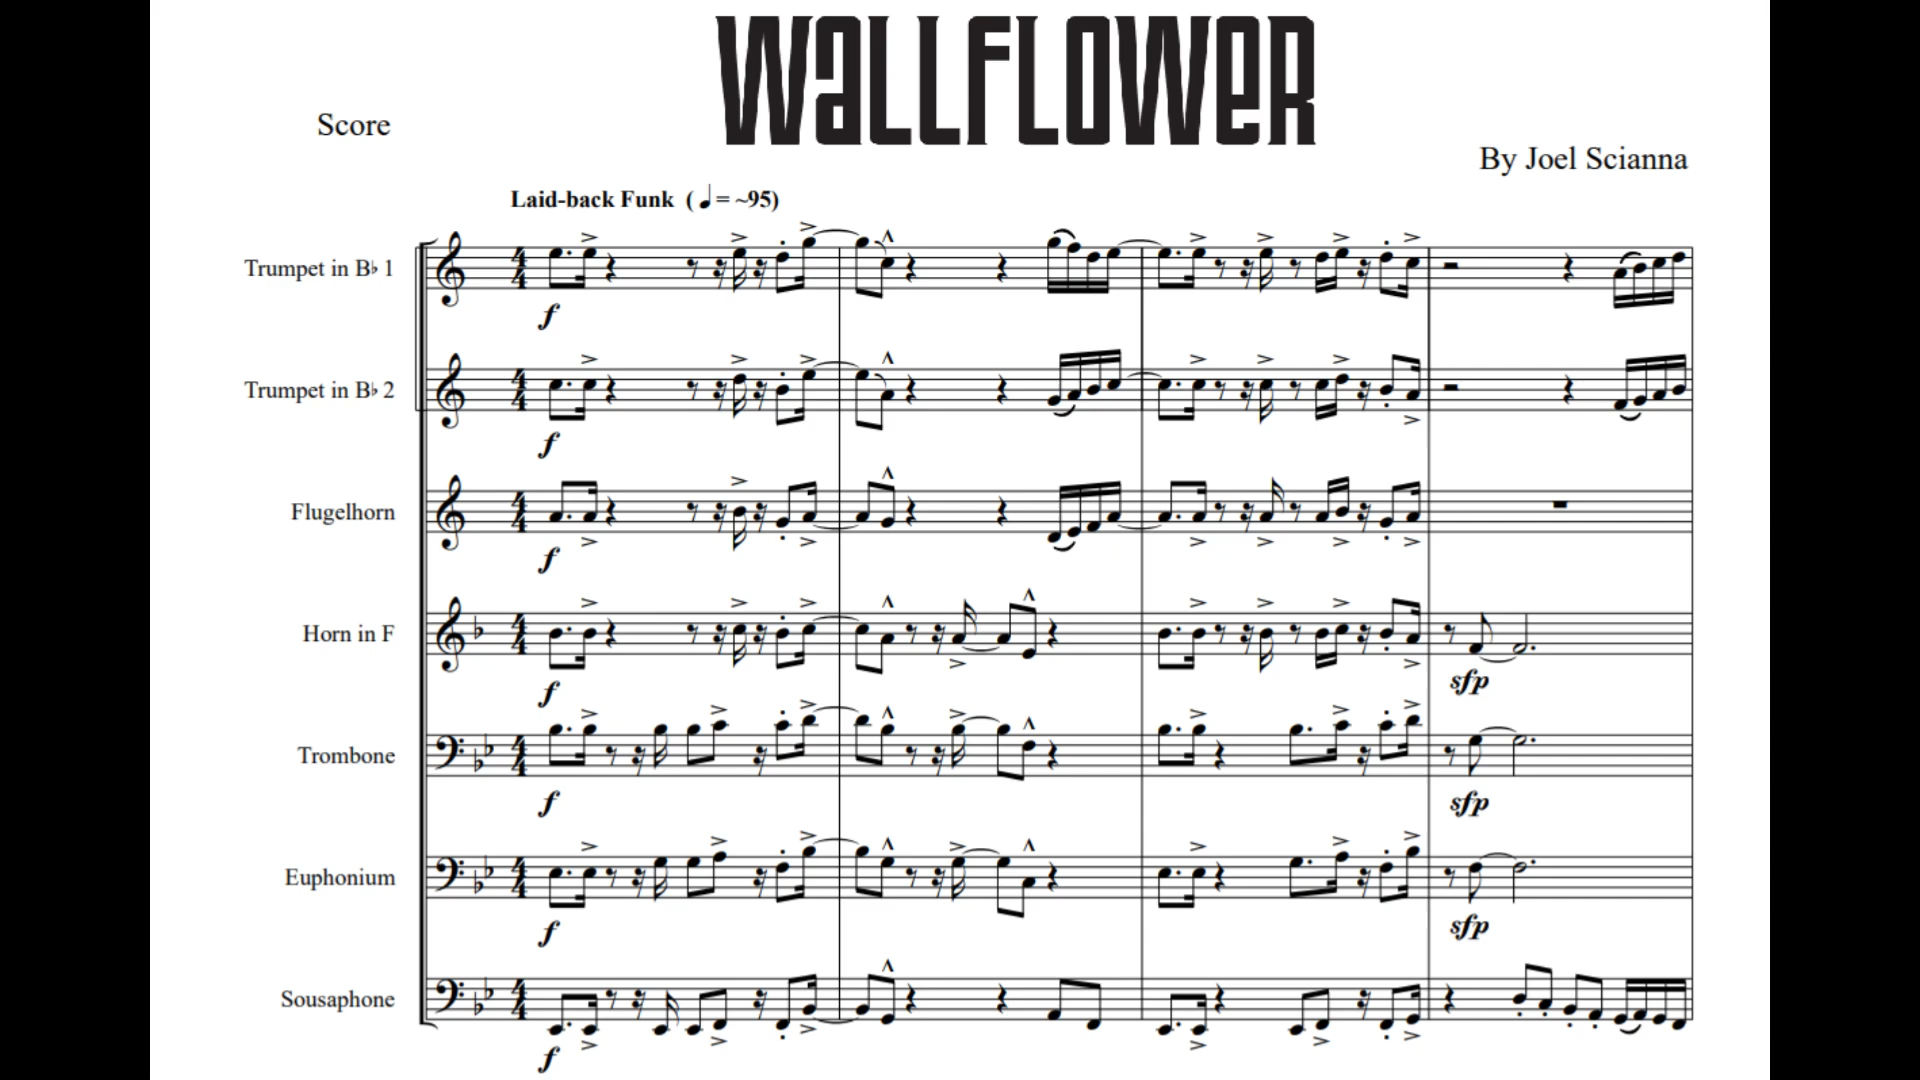 WaLLFLOWeR
Score
By Joel Scianna
Laid-back Funk ( ♩ = ~95)
Trumpet in B♭ 1
f
Trumpet in B♭ 2
f
Flugelhorn
f
Horn in F
f
sfp
Trombone
f
sfp
Euphonium
f
sfp
Sousaphone
f